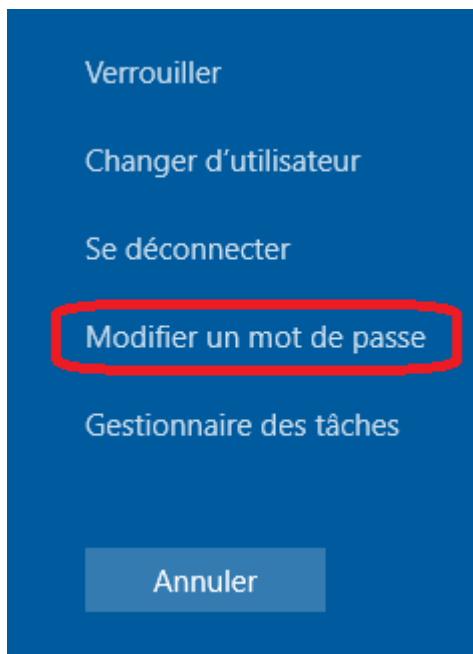 Verrouiller
Changer d’utilisateur
Se déconnecter
Modifier un mot de passe
Gestionnaire des tâches
Annuler